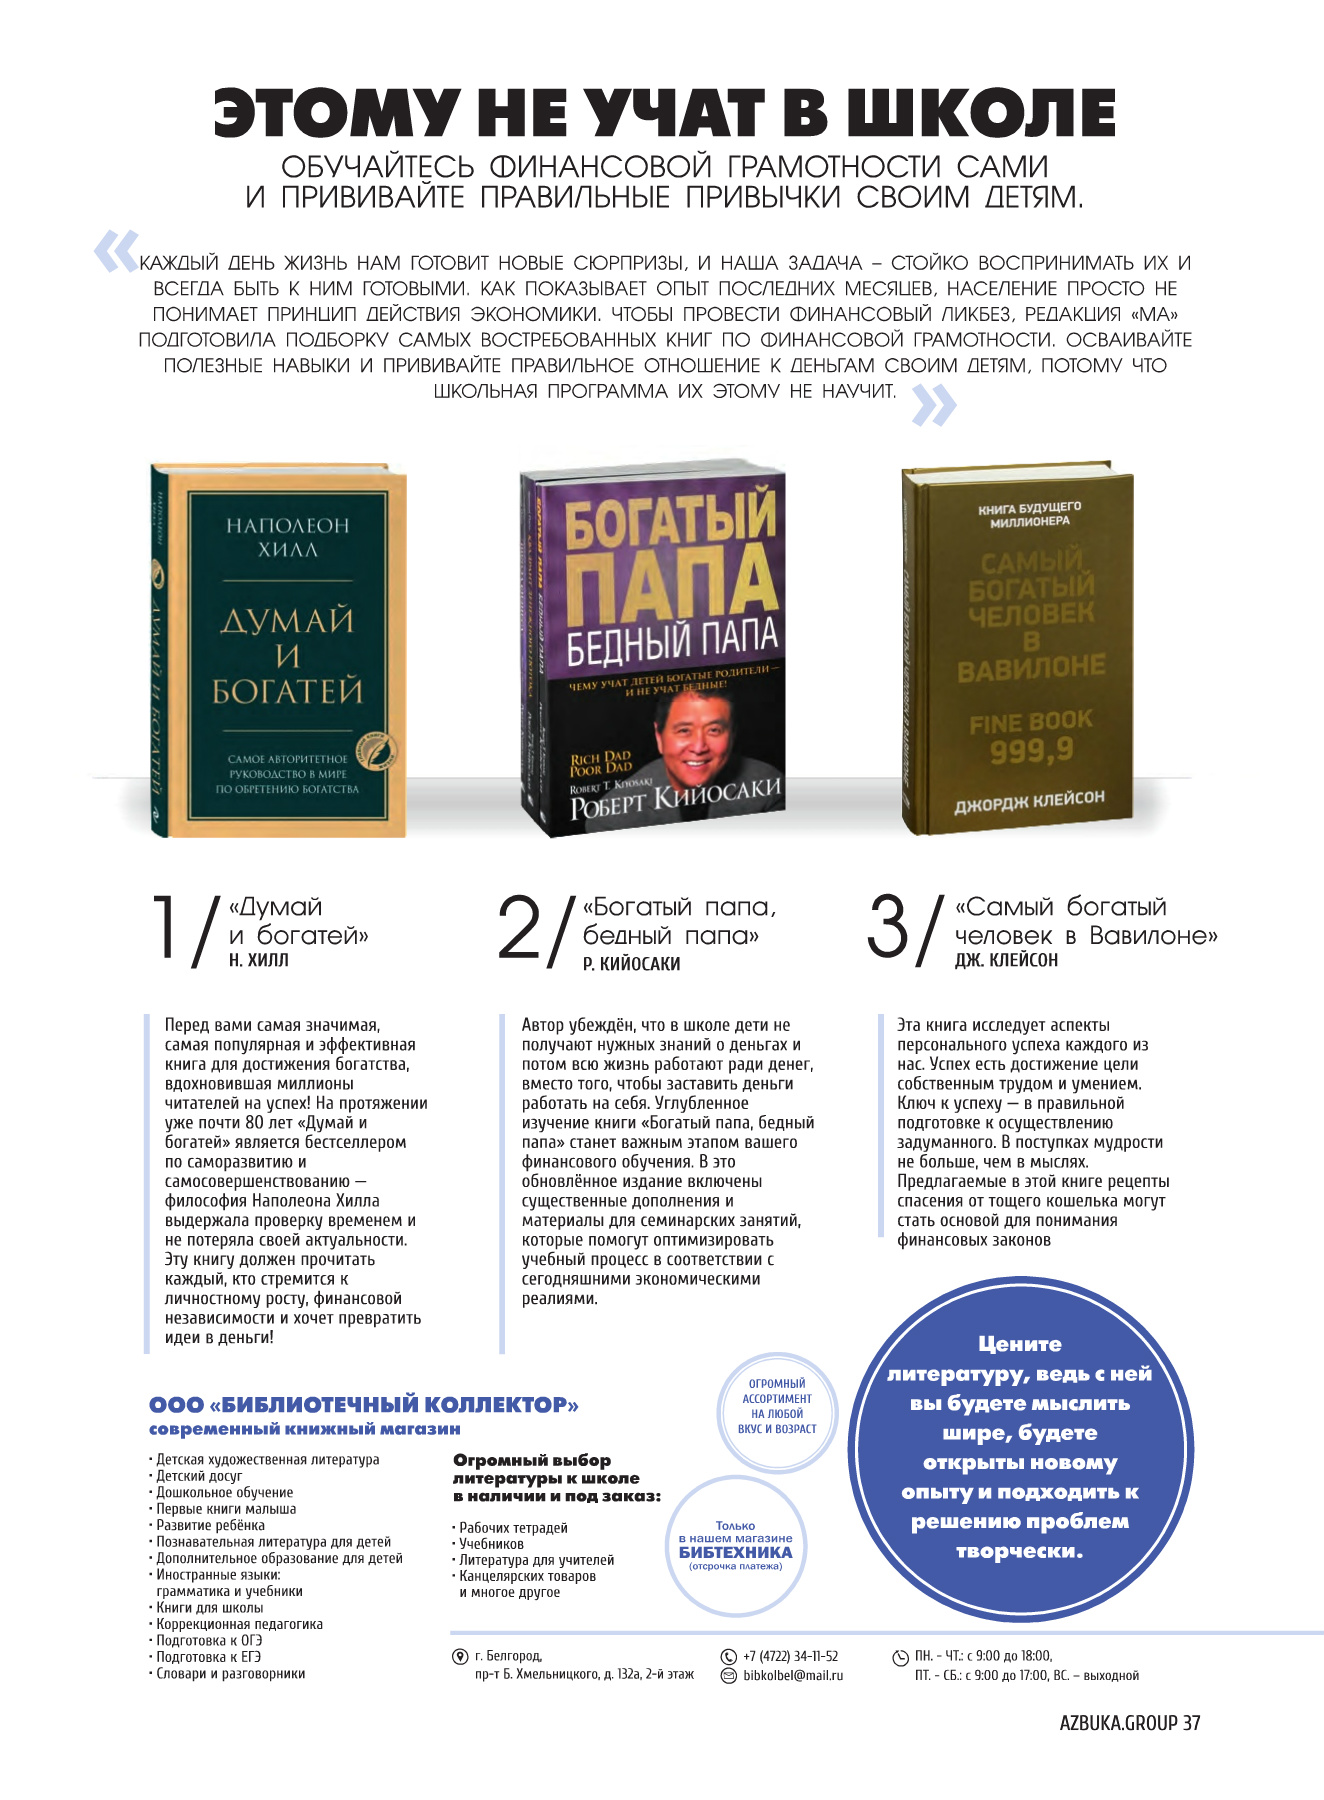 ЭТОМУ НЕ УЧАТ В ШКОЛЕ
ОБУЧАЙТЕСЬ ФИНАНСОВОЙ ГРАМОТНОСТИ САМИ
И ПРИВИВАЙТЕ ПРАВИЛЬНЫЕ ПРИВЫЧКИ СВОИМ ДЕТЯМ.
«КАЖДЫЙ ДЕНЬ ЖИЗНЬ НАМ ГОТОВИТ НОВЫЕ СЮРПРИЗЫ, И НАША ЗАДАЧА – СТОЙКО ВОСПРИНИМАТЬ ИХ И
ВСЕГДА БЫТЬ К НИМ ГОТОВЫМИ. КАК ПОКАЗЫВАЕТ ОПЫТ ПОСЛЕДНИХ МЕСЯЦЕВ, НАСЕЛЕНИЕ ПРОСТО НЕ
ПОНИМАЕТ ПРИНЦИП ДЕЙСТВИЯ ЭКОНОМИКИ. ЧТОБЫ ПРОВЕСТИ ФИНАНСОВЫЙ ЛИКБЕЗ, РЕДАКЦИЯ «МА»
ПОДГОТОВИЛА ПОДБОРКУ САМЫХ ВОСТРЕБОВАННЫХ КНИГ ПО ФИНАНСОВОЙ ГРАМОТНОСТИ. ОСВАИВАЙТЕ
ПОЛЕЗНЫЕ НАВЫКИ И ПРИВИВАЙТЕ ПРАВИЛЬНОЕ ОТНОШЕНИЕ К ДЕНЬГАМ СВОИМ ДЕТЯМ, ПОТОМУ ЧТО
ШКОЛЬНАЯ ПРОГРАММА ИХ ЭТОМУ НЕ НАУЧИТ.»
НАПОЛЕОН
ХИЛЛ
ДУМАЙ
И
БОГАТЕЙ
САМОЕ АВТОРИТЕТНОЕ
РУКОВОДСТВО В МИРЕ
ПО ОБРЕТЕНИЮ БОГАТСТВА
ДУМАЙ И БОГАТЕЙ
БОГАТЫЙ
ПАПА
БЕДНЫЙ ПАПА
ЧЕМУ УЧАТ ДЕТЕЙ БОГАТЫЕ РОДИТЕЛИ —
И НЕ УЧАТ БЕДНЫЕ!
RICH DAD
POOR DAD
ROBERT T. KIYOSAKI
РОБЕРТ КИЙОСАКИ
КНИГА БУДУЩЕГО
МИЛЛИОНЕРА
САМЫЙ
БОГАТЫЙ
ЧЕЛОВЕК
В
ВАВИЛОНЕ
FINE BOOK
999,9
ДЖОРДЖ КЛЕЙСОН
1/ «Думай
и богатей»
Н. ХИЛЛ
Перед вами самая значимая,
самая популярная и эффективная
книга для достижения богатства,
вдохновившая миллионы
читателей на успех! На протяжении
уже почти 80 лет «Думай и
богатей» является бестселлером
по саморазвитию и
самосовершенствованию —
философия Наполеона Хилла
выдержала проверку временем и
не потеряла своей актуальности.
Эту книгу должен прочитать
каждый, кто стремится к
личностному росту, финансовой
независимости и хочет превратить
идеи в деньги!
2/ «Богатый папа,
бедный папа»
Р. КИЙОСАКИ
Автор убеждён, что в школе дети не
получают нужных знаний о деньгах и
потом всю жизнь работают ради денег,
вместо того, чтобы заставить деньги
работать на себя. Углубленное
изучение книги «Богатый папа, бедный
папа» станет важным этапом вашего
финансового обучения. В это
обновлённое издание включены
существенные дополнения и
материалы для семинарских занятий,
которые помогут оптимизировать
учебный процесс в соответствии с
сегодняшними экономическими
реалиями.
3/ «Самый богатый
человек в Вавилоне»
ДЖ. КЛЕЙСОН
Эта книга исследует аспекты
персонального успеха каждого из
нас. Успех есть достижение цели
собственным трудом и умением.
Ключ к успеху — в правильной
подготовке к осуществлению
задуманного. В поступках мудрости
не больше, чем в мыслях.
Предлагаемые в этой книге рецепты
спасения от тощего кошелька могут
стать основой для понимания
финансовых законов
Цените
литературу, ведь с ней
вы будете мыслить
шире, будете
открыты новому
опыту и подходить к
решению проблем
творчески.
ООО «БИБЛИОТЕЧНЫЙ КОЛЛЕКТОР»
современный книжный магазин
· Детская художественная литература
· Детский досуг
· Дошкольное обучение
· Первые книги малыша
· Развитие ребёнка
· Познавательная литература для детей
· Дополнительное образование для детей
· Иностранные языки:
грамматика и учебники
· Книги для школы
· Коррекционная педагогика
· Подготовка к ОГЭ
· Подготовка к ЕГЭ
· Словари и разговорники
Огромный выбор
литературы к школе
в наличии и под заказ:
· Рабочих тетрадей
· Учебников
· Литература для учителей
· Канцелярских товаров
и многое другое
ОГРОМНЫЙ
АССОРТИМЕНТ
НА ЛЮБОЙ
ВКУС И ВОЗРАСТ
Только
в нашем магазине
БИБТЕХНИКА
(отсрочка платежа)
г. Белгород,
пр-т Б. Хмельницкого, д. 132а, 2-й этаж
+7 (4722) 34-11-52
bibkolbel@mail.ru
ПН. - ЧТ.: с 9:00 до 18:00,
ПТ. - СБ.: с 9:00 до 17:00, ВС. – выходной
AZBUKA.GROUP 37